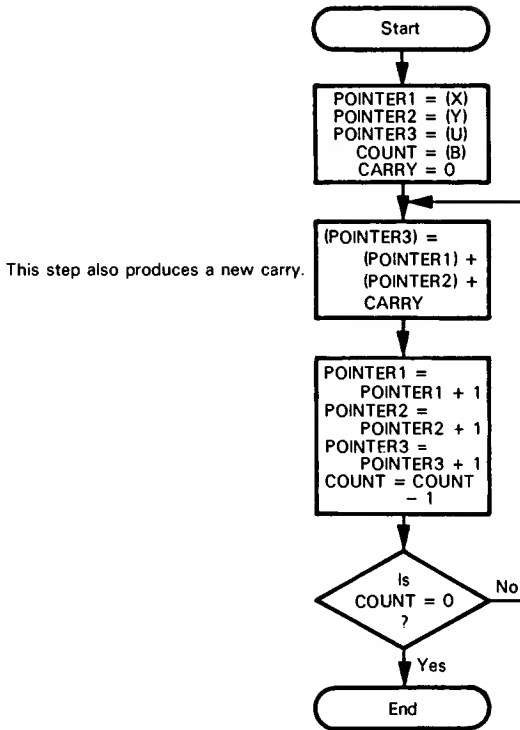 Start
POINTER1 = (X)
POINTER2 = (Y)
POINTER3 = (U)
COUNT = (B)
CARRY = 0
This step also produces a new carry.
(POINTER3) =
(POINTER1) +
(POINTER2) +
CARRY
POINTER1 =
POINTER1 + 1
POINTER2 =
POINTER2 + 1
POINTER3 =
POINTER3 + 1
COUNT = COUNT
– 1
Is
COUNT = 0
?
No
Yes
End